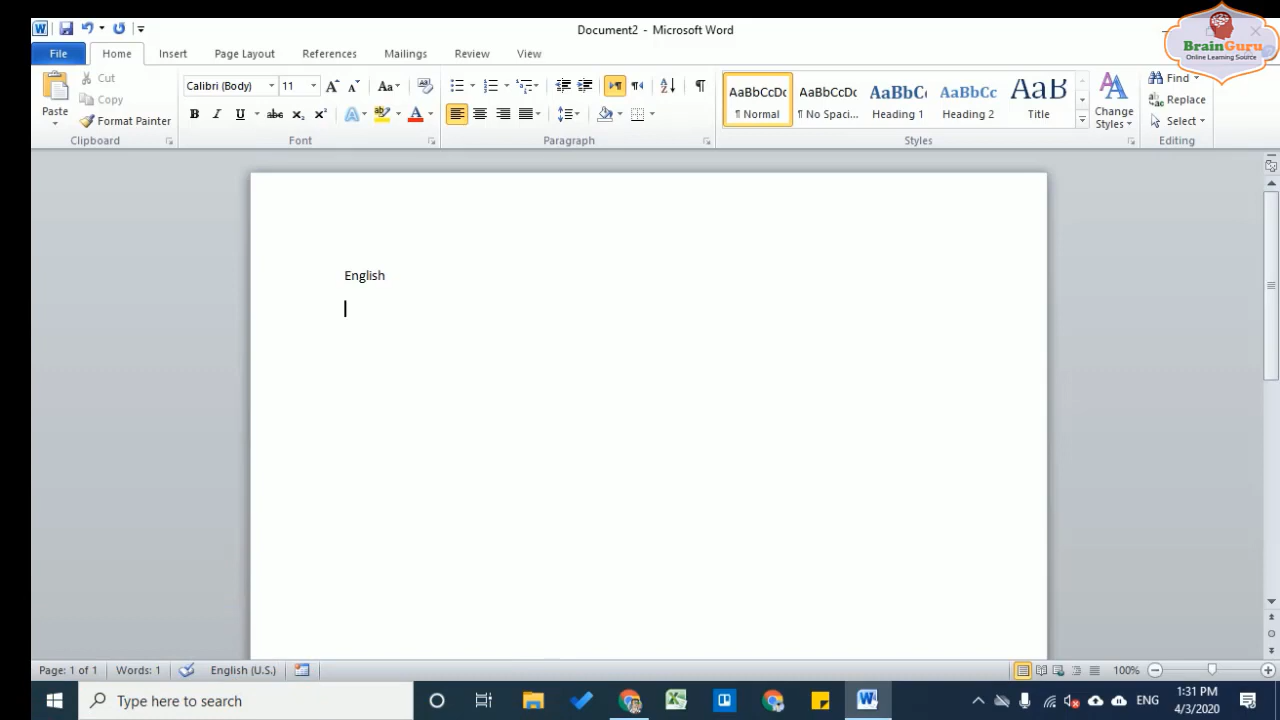 Document2 - Microsoft Word
BrainGuru
Online Learning Source
File Home Insert Page Layout References Mailings Review View
Paste
Cut
Copy
Format Painter
Clipboard
Calibri (Body) 11
Font
Paragraph
AaBbCcDc AaBbCcDc AaBbC AaBbCc AaB
¶ Normal ¶ No Spaci... Heading 1 Heading 2 Title
Change Styles
Styles
Find
Replace
Select
Editing
English
Page: 1 of 1 Words: 1 English (U.S.) 100%
Type here to search
ENG
1:31 PM
4/3/2020